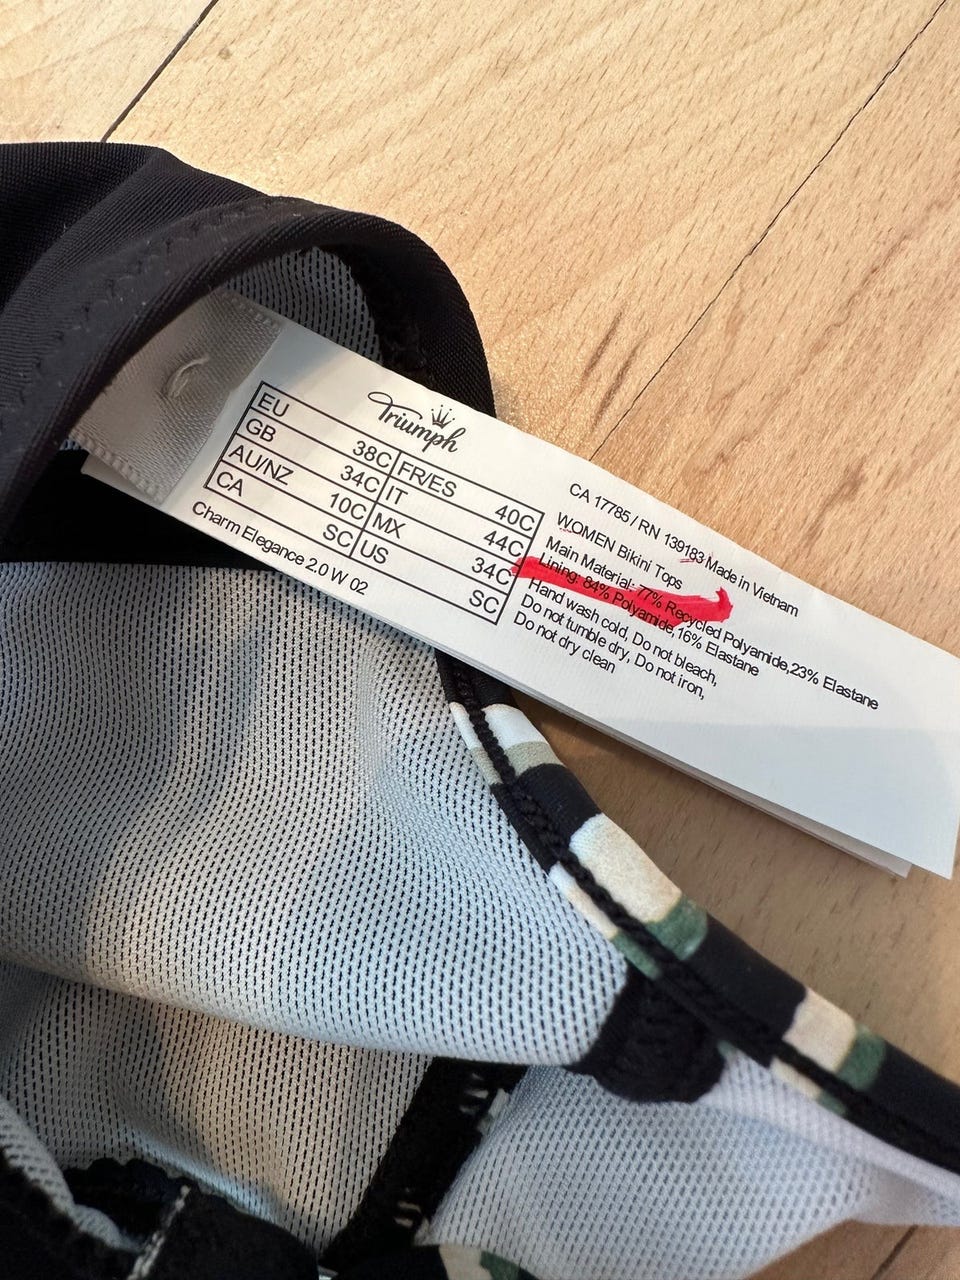 Triumph
EU 38C FR/ES 40C
GB 34C IT 44C
AU/NZ 10C MX 34C
CA SC US SC
Charm Elegance 2.0 W 02
CA 17785 / RN 139183 Made in Vietnam
WOMEN Bikini Tops
Main Material: 77% Recycled Polyamide,23% Elastane
Lining: 84% Polyamide,16% Elastane
Hand wash cold, Do not bleach,
Do not tumble dry, Do not iron,
Do not dry clean